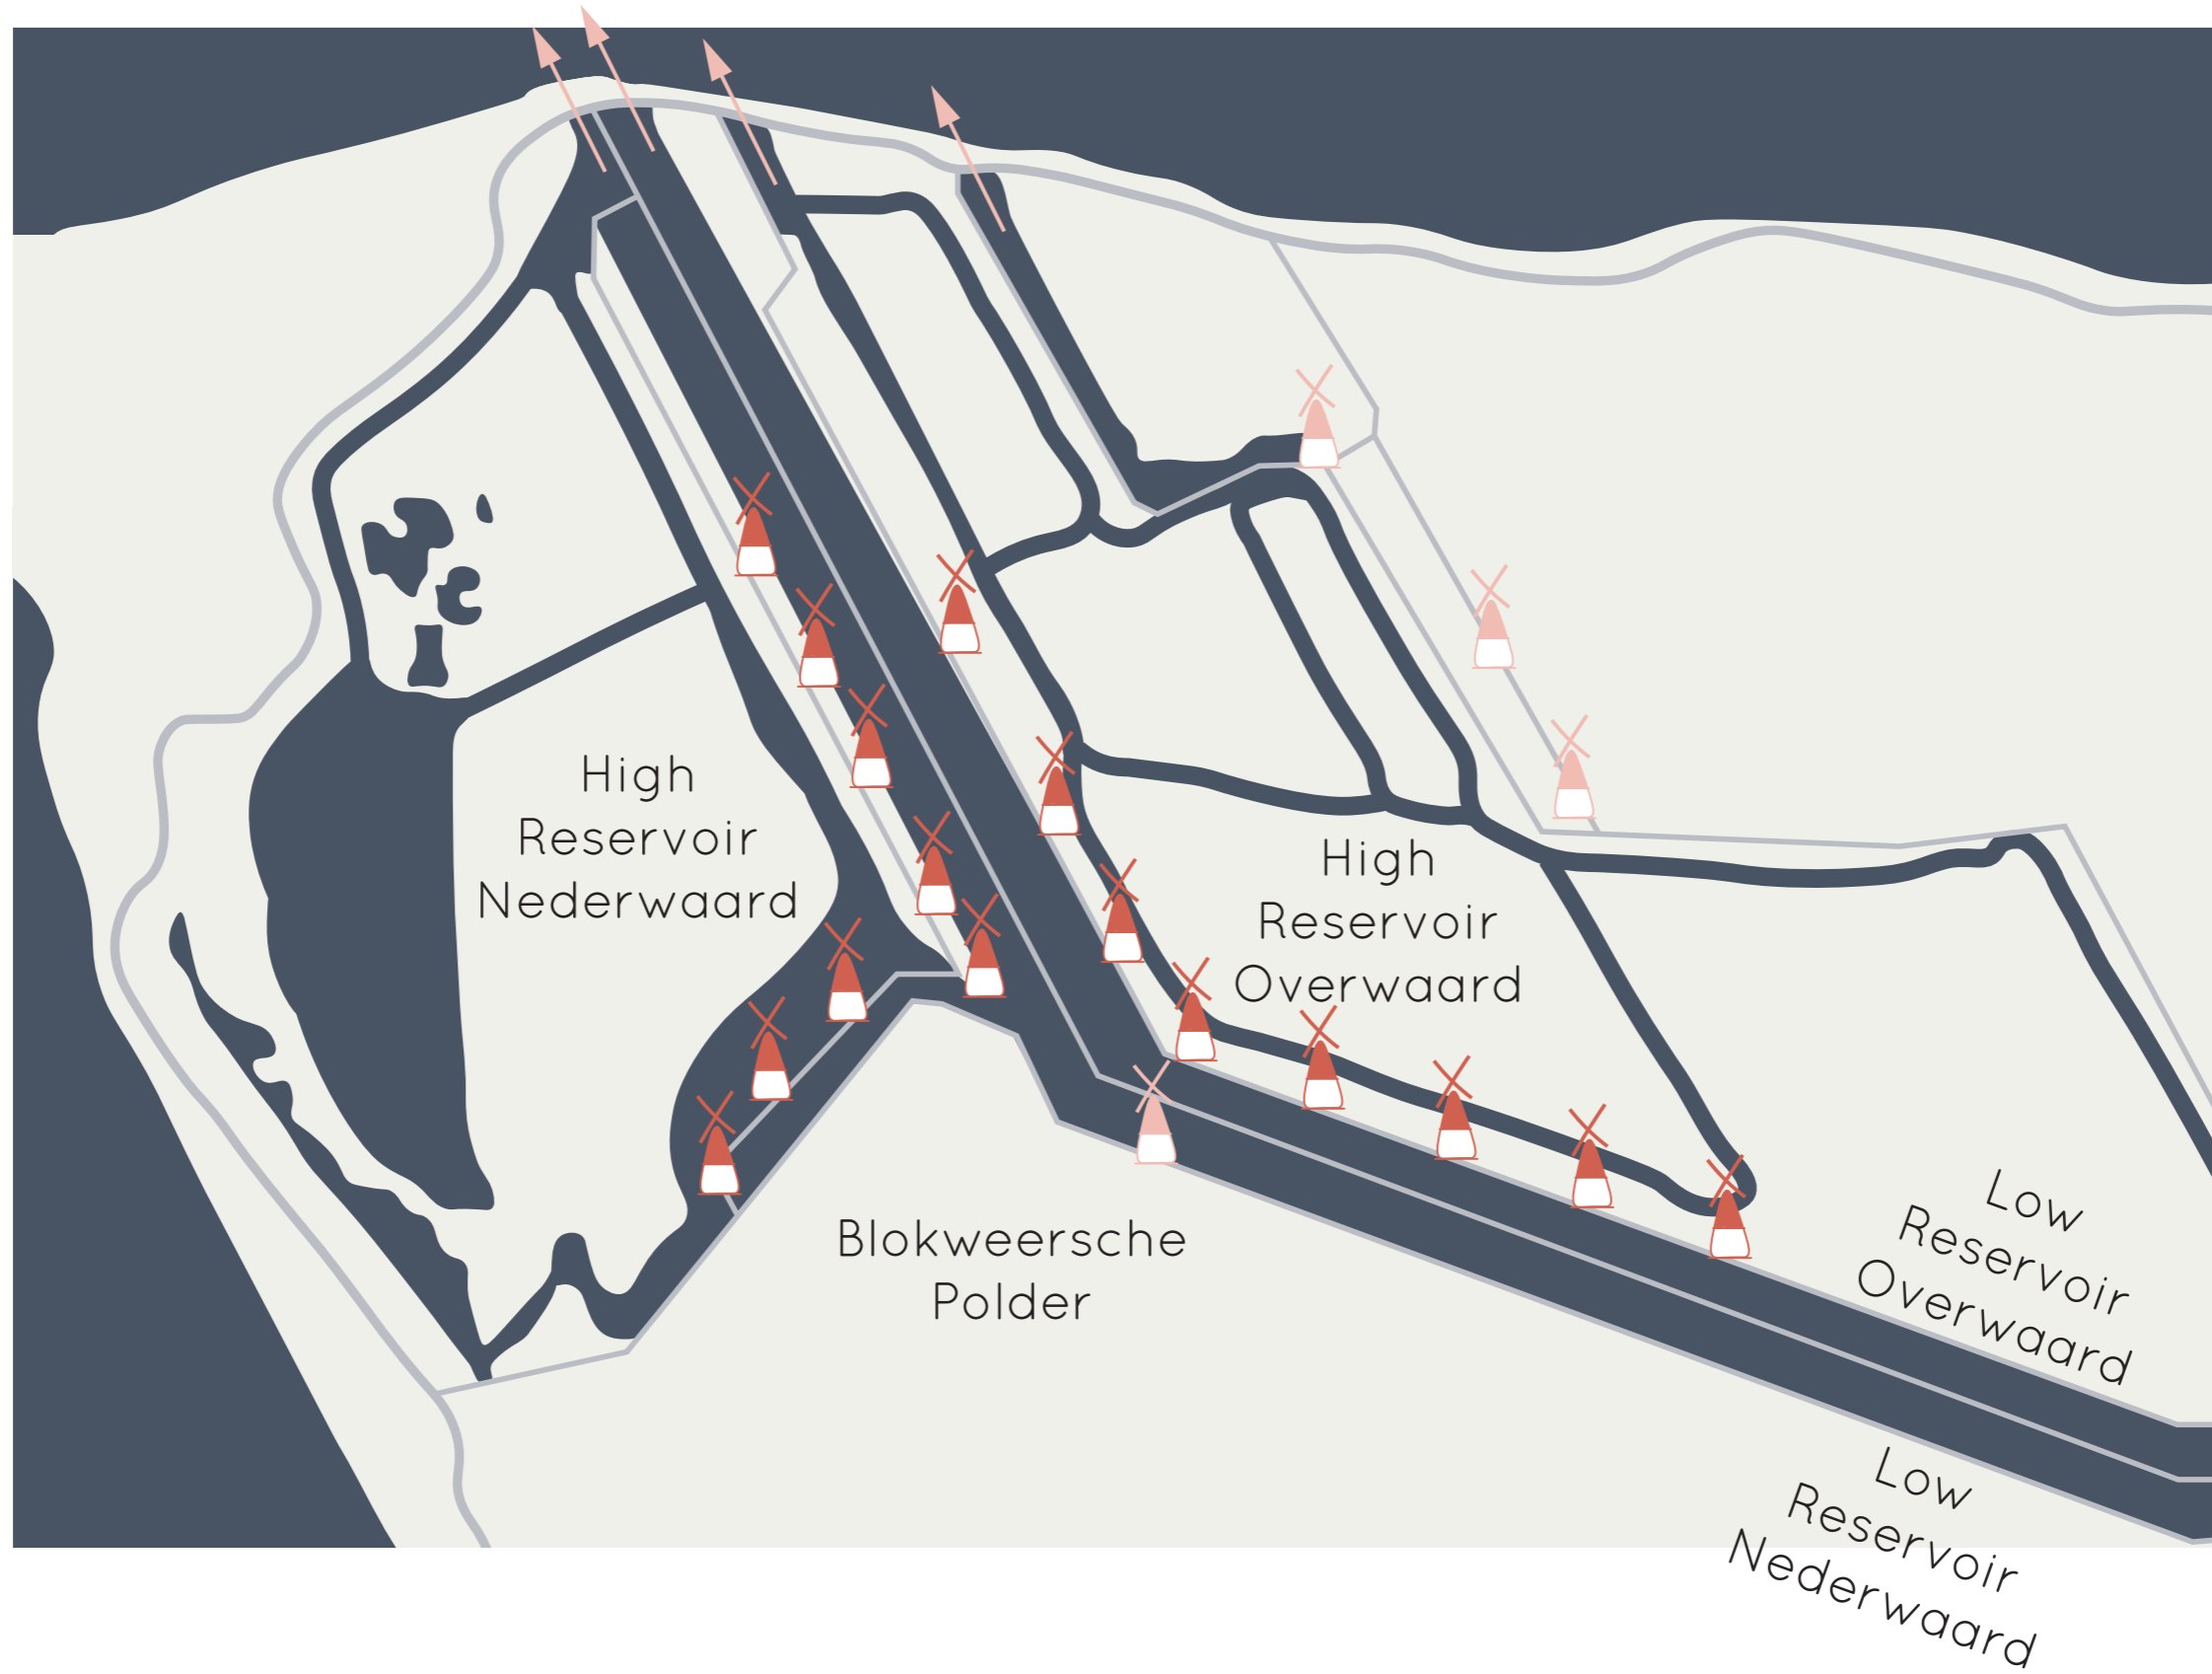 High
Reservoir
Nederwaard
High
Reservoir
Overwaard
Blokweersche
Polder
Low
Reservoir
Overwaard
Low
Reservoir
Nederwaard